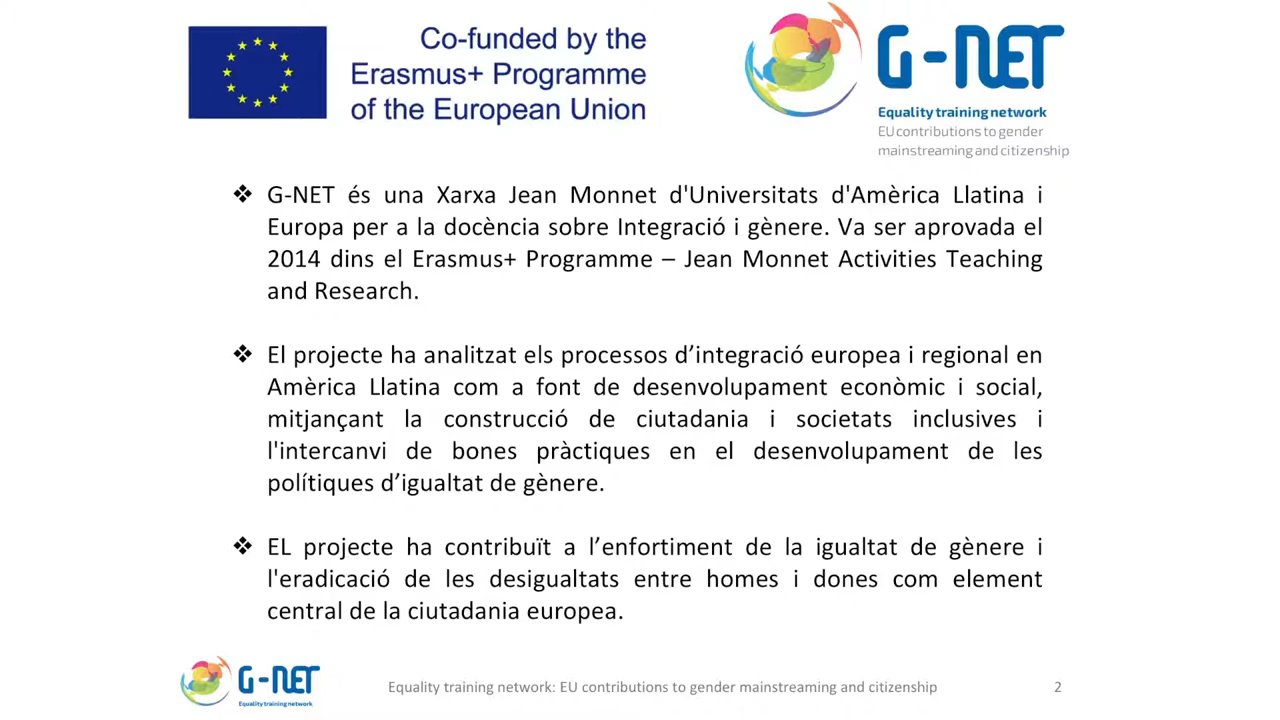 Co-funded by the
Erasmus+ Programme
of the European Union
G-NET
Equality training network
EU contributions to gender
mainstreaming and citizenship
❖ G-NET és una Xarxa Jean Monnet d'Universitats d'Amèrica Llatina i
Europa per a la docència sobre Integració i gènere. Va ser aprovada el
2014 dins el Erasmus+ Programme – Jean Monnet Activities Teaching
and Research.
❖ El projecte ha analitzat els processos d’integració europea i regional en
Amèrica Llatina com a font de desenvolupament econòmic i social,
mitjançant la construcció de ciutadania i societats inclusives i
l'intercanvi de bones pràctiques en el desenvolupament de les
polítiques d’igualtat de gènere.
❖ EL projecte ha contribuït a l’enfortiment de la igualtat de gènere i
l'eradicació de les desigualtats entre homes i dones com element
central de la ciutadania europea.
G-NET
Equality training network
Equality training network: EU contributions to gender mainstreaming and citizenship
2